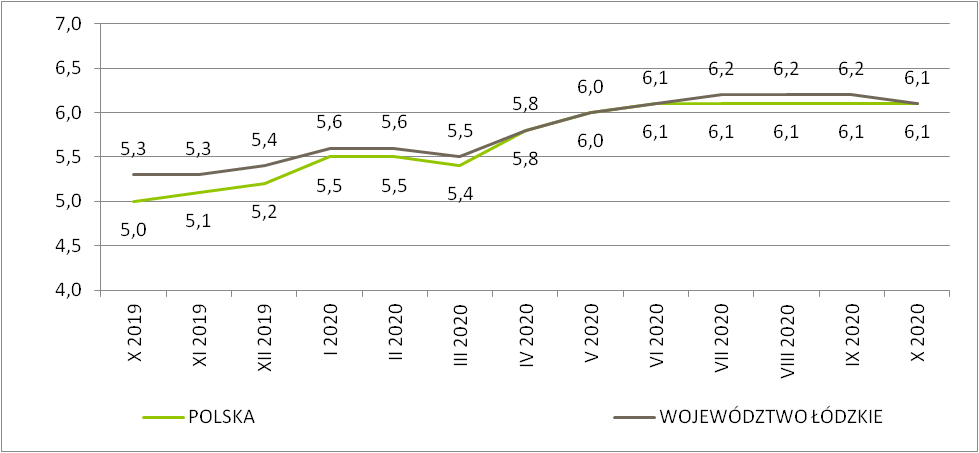 7,0
6,5
6,0
5,5
5,0
4,5
4,0
5,3 5,3 5,4 5,6 5,6 5,5 5,8 6,0 6,1 6,2 6,2 6,2 6,1
5,0 5,1 5,2 5,5 5,5 5,4 5,8 6,0 6,1 6,1 6,1 6,1 6,1
X 2019
XI 2019
XII 2019
I 2020
II 2020
III 2020
IV 2020
V 2020
VI 2020
VII 2020
VIII 2020
IX 2020
X 2020
POLSKA
WOJEWÓDZTWO ŁÓDZKIE